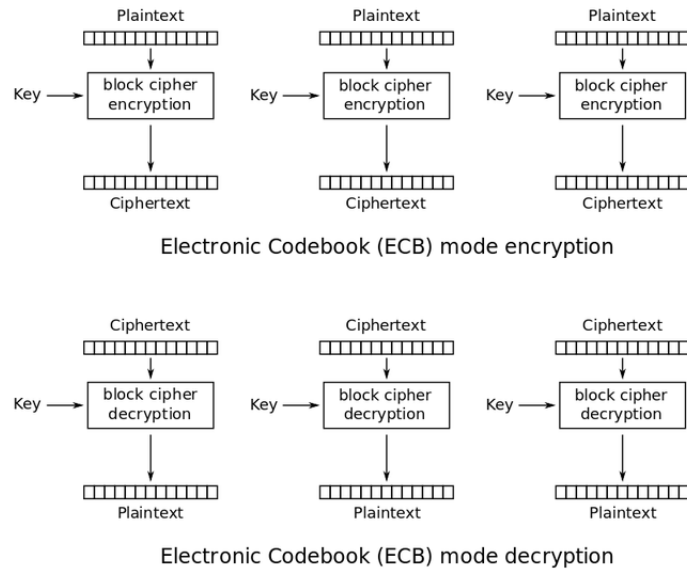 Plaintext Plaintext Plaintext
Key block cipher encryption Key block cipher encryption Key block cipher encryption
Ciphertext Ciphertext Ciphertext
Electronic Codebook (ECB) mode encryption
Ciphertext Ciphertext Ciphertext
Key block cipher decryption Key block cipher decryption Key block cipher decryption
Plaintext Plaintext Plaintext
Electronic Codebook (ECB) mode decryption